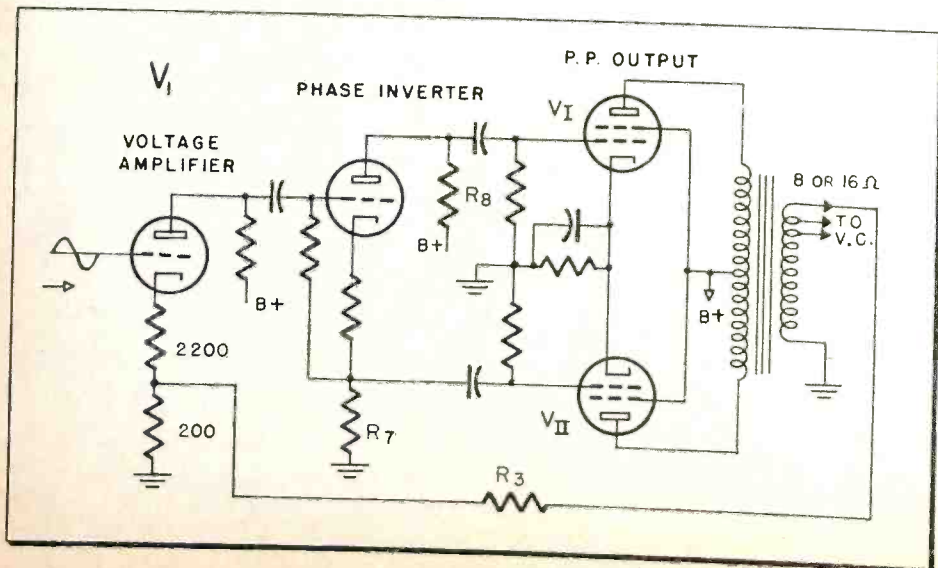 P. P. OUTPUT
V1
PHASE INVERTER
VI
VOLTAGE
AMPLIFIER
8 OR 16 Ω
R8
TO
V. C.
B+
B+
B+
2200
200
R7
VII
R3